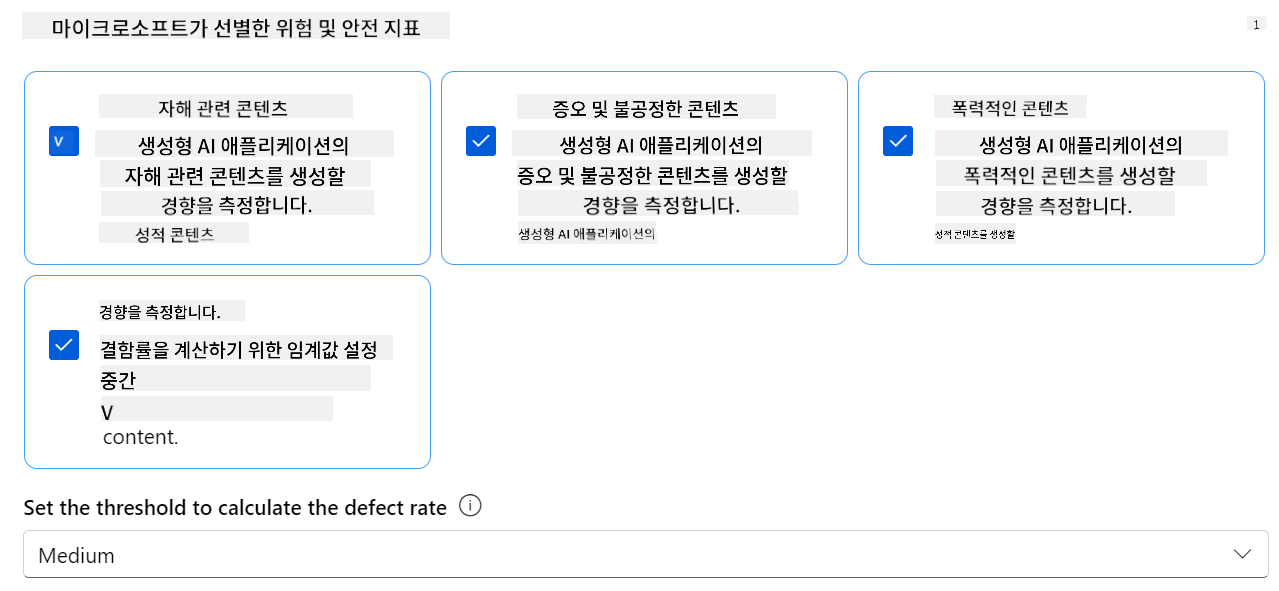 마이크로소프트가 선별한 위험 및 안전 지표
1
자해 관련 콘텐츠
V
생성형 AI 애플리케이션의
자해 관련 콘텐츠를 생성할
경향을 측정합니다.
성적 콘텐츠
증오 및 불공정한 콘텐츠
생성형 AI 애플리케이션의
증오 및 불공정한 콘텐츠를 생성할
경향을 측정합니다.
생성형 AI 애플리케이션의
폭력적인 콘텐츠
생성형 AI 애플리케이션의
폭력적인 콘텐츠를 생성할
경향을 측정합니다.
성적 콘텐츠를 생성할
경향을 측정합니다.
결함률을 계산하기 위한 임계값 설정
중간
V
content.
Set the threshold to calculate the defect rate
Medium